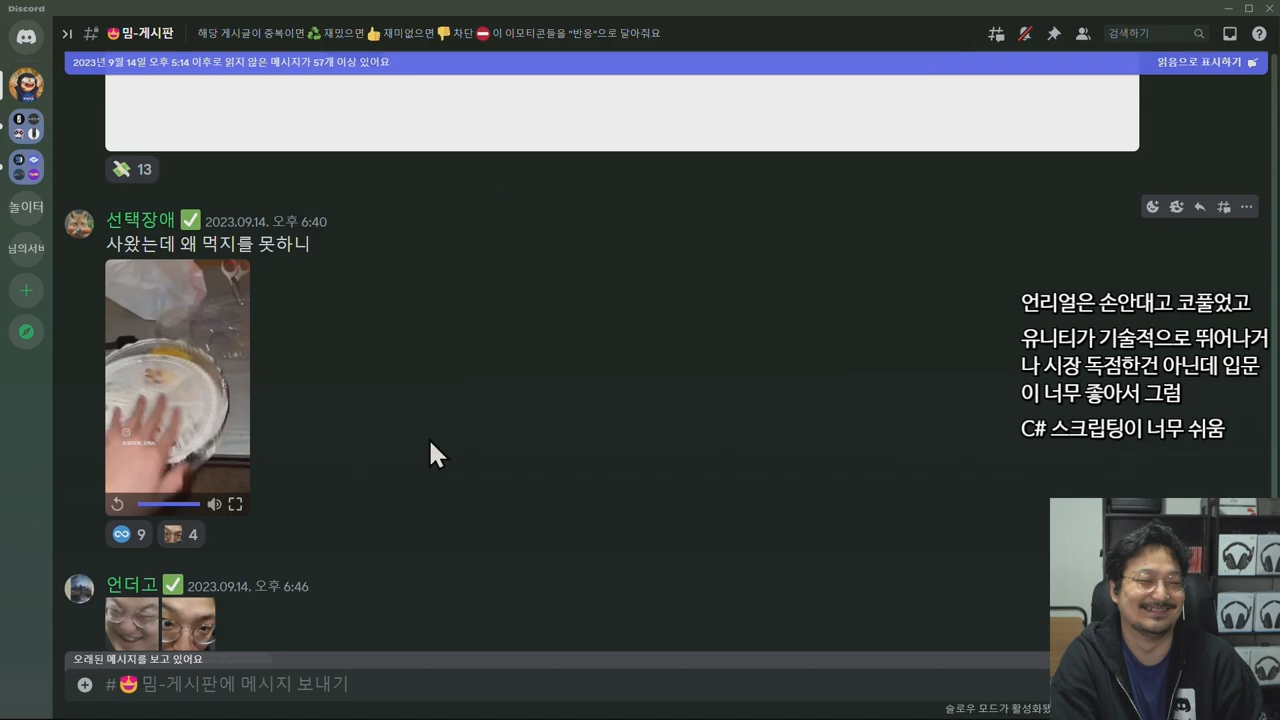 Discord
😍밈-게시판
해당 게시글이 중복이면 ♻️ 재밌으면 👍 재미없으면 👎 차단 ⛔ 이 이모티콘들을 "반응"으로 달아줘요
검색하기
2023년 9월 14일 오후 5:14 이후로 읽지 않은 메시지가 57개 이상 있어요
읽음으로 표시하기
13
놀이터
님의서버
선택장애 ✅ 2023.09.14. 오후 6:40
사왔는데 왜 먹지를 못하니
언리얼은 손안대고 코풀었고
유니티가 기술적으로 뛰어나거
나 시장 독점한건 아닌데 입문
이 너무 좋아서 그럼
C# 스크립팅이 너무 쉬움
9
4
언더고 ✅ 2023.09.14. 오후 6:46
오래된 메시지를 보고 있어요
#😍밈-게시판에 메시지 보내기
슬로우 모드가 활성화됐